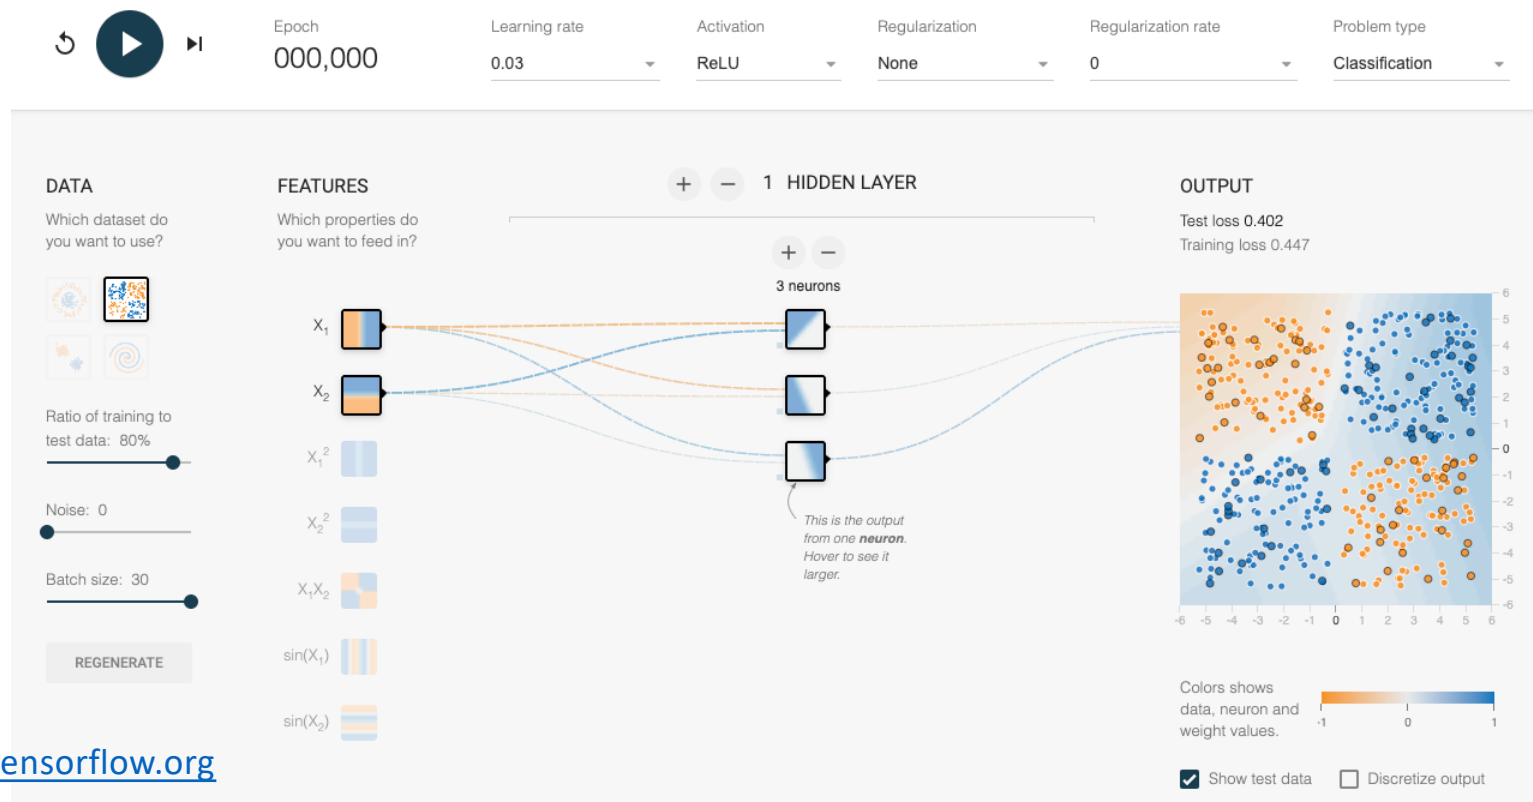 Epoch
000,000
Learning rate
0.03
Activation
ReLU
Regularization
None
Regularization rate
0
Problem type
Classification
DATA
Which dataset do
you want to use?
Ratio of training to
test data: 80%
Noise: 0
Batch size: 30
REGENERATE
FEATURES
Which properties do
you want to feed in?
X₁
X₂
X₁²
X₂²
X₁X₂
sin(X₁)
sin(X₂)
+ − 1 HIDDEN LAYER
+ −
3 neurons
This is the output
from one neuron.
Hover to see it
larger.
OUTPUT
Test loss 0.402
Training loss 0.447
6
5
4
3
2
1
0
-1
-2
-3
-4
-5
-6
-6 -5 -4 -3 -2 -1 0 1 2 3 4 5 6
Colors shows
data, neuron and
weight values.
-1 0 1
Show test data
Discretize output
ensorflow.org